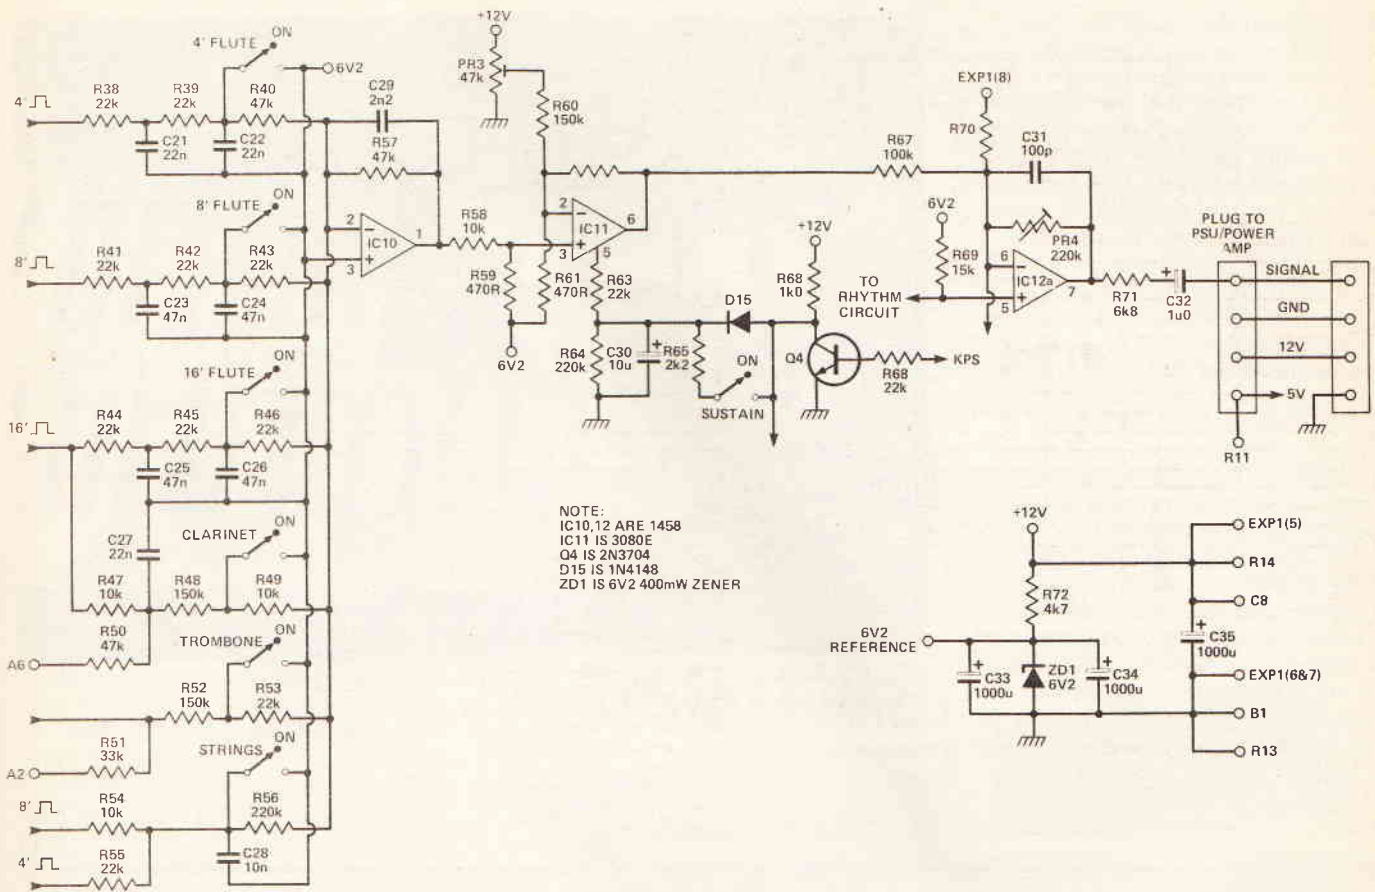 4' FLUTE
ON
6V2
R38
22k
R39
22k
R40
47k
4'
C21
22n
C22
22n
C29
2n2
R57
47k
+12V
PR3
47k
R60
150k
8' FLUTE
ON
R41
22k
R42
22k
R43
22k
8'
C23
47n
C24
47n
2
IC10
1
3
R58
10k
R59
470R
R61
470R
6V2
2
IC11
6
3
5
R63
22k
R64
220k
C30
10u
R65
2k2
ON
SUSTAIN
D15
+12V
R68
1k0
Q4
R68
22k
KPS
TO
RHYTHM
CIRCUIT
EXP1(8)
R70
C31
100p
R67
100k
6V2
R69
15k
PR4
220k
6
IC12a
7
5
R71
6k8
C32
1u0
PLUG TO
PSU/POWER
AMP
SIGNAL
GND
12V
5V
R11
16' FLUTE
ON
16'
R44
22k
R45
22k
R46
22k
C25
47n
C26
47n
C27
22n
CLARINET
ON
R47
10k
R48
150k
R49
10k
R50
47k
A6
TROMBONE
ON
R52
150k
R53
22k
R51
33k
A2
STRINGS
ON
8'
R54
10k
R56
220k
4'
R55
22k
C28
10n
NOTE:
IC10,12 ARE 1458
IC11 IS 3080E
Q4 IS 2N3704
D15 IS 1N4148
ZD1 IS 6V2 400mW ZENER
+12V
R72
4k7
6V2
REFERENCE
C33
1000u
ZD1
6V2
C34
1000u
C35
1000u
EXP1(5)
R14
C8
EXP1(6&7)
B1
R13